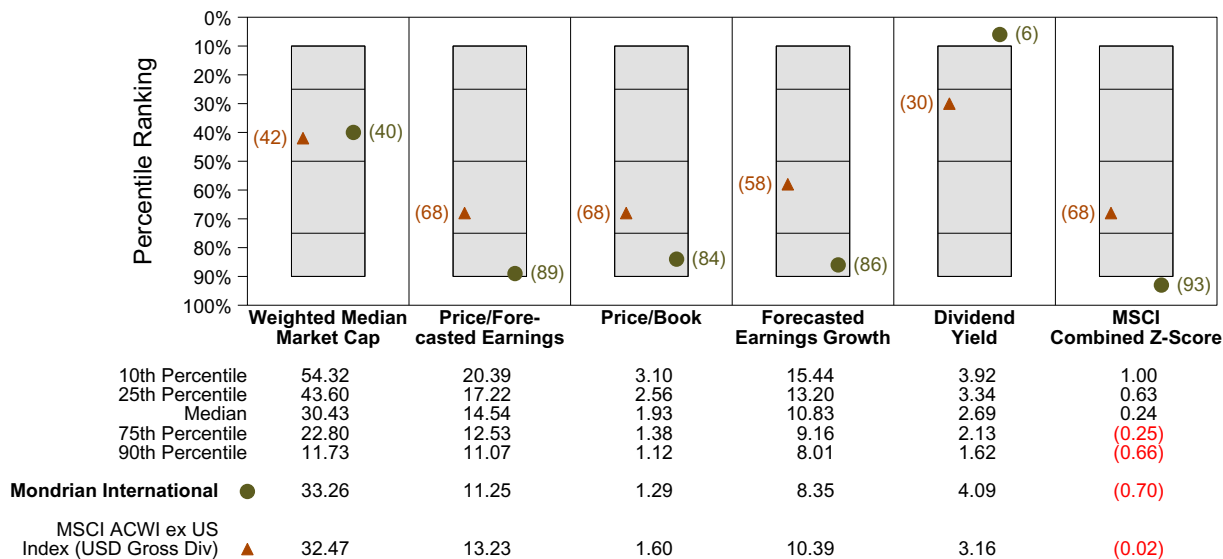 Percentile Ranking
0%
10%
20%
30%
40%
50%
60%
70%
80%
90%
100%
(42)
(40)
(68)
(89)
(68)
(84)
(58)
(86)
(30)
(6)
(68)
(93)
Weighted Median
Market Cap
Price/Fore-
casted Earnings
Price/Book
Forecasted
Earnings Growth
Dividend
Yield
MSCI
Combined Z-Score
10th Percentile 54.32 20.39 3.10 15.44 3.92 1.00
25th Percentile 43.60 17.22 2.56 13.20 3.34 0.63
Median 30.43 14.54 1.93 10.83 2.69 0.24
75th Percentile 22.80 12.53 1.38 9.16 2.13 (0.25)
90th Percentile 11.73 11.07 1.12 8.01 1.62 (0.66)
Mondrian International 33.26 11.25 1.29 8.35 4.09 (0.70)
MSCI ACWI ex US
Index (USD Gross Div) 32.47 13.23 1.60 10.39 3.16 (0.02)